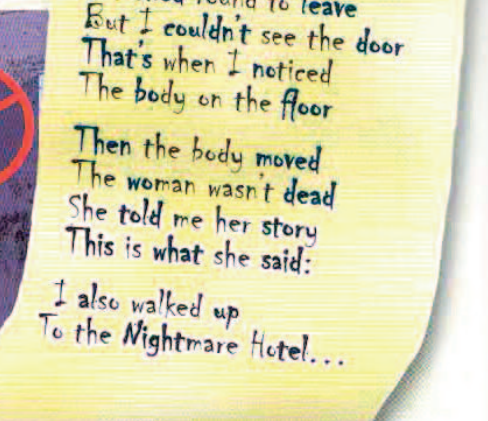 round to leave
But I couldn't see the door
That's when I noticed
The body on the floor
Then the body moved
The woman wasn't dead
She told me her story
This is what she said:
I also walked up
To the Nightmare Hotel...